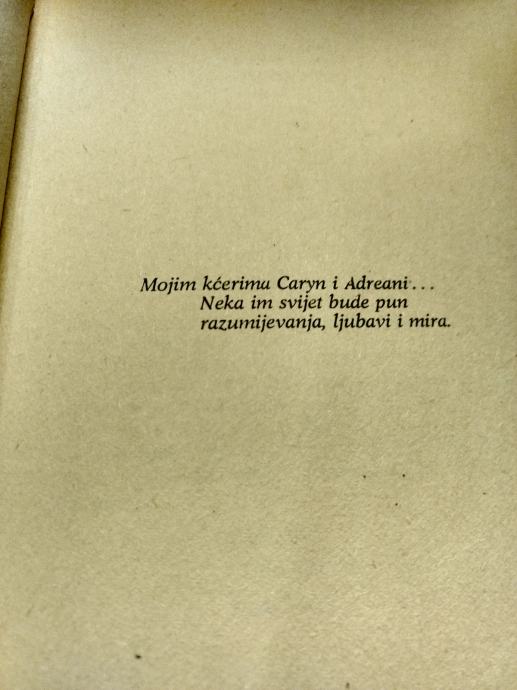 Mojim kćerima Caryn i Adreani...
Neka im svijet bude pun
razumijevanja, ljubavi i mira.